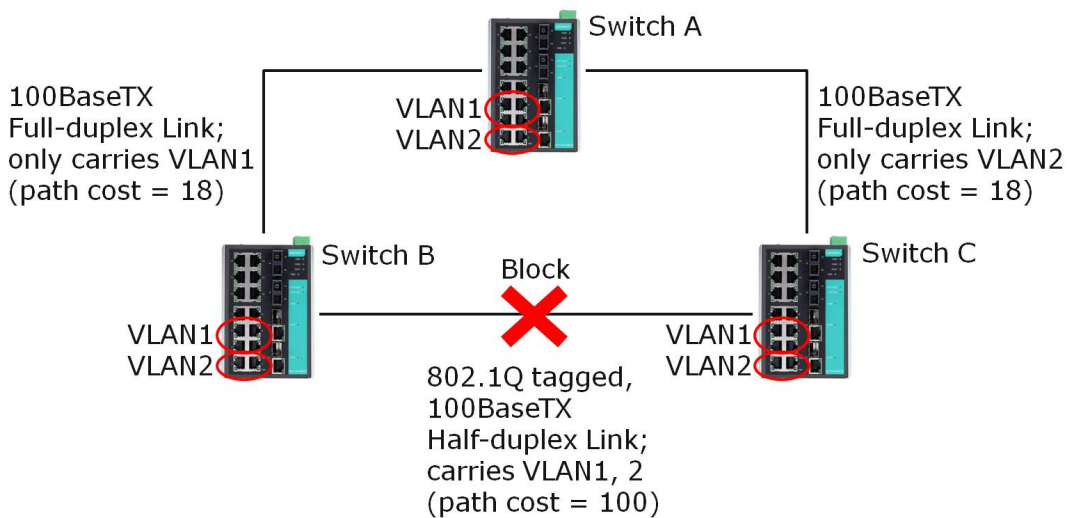 Switch A
100BaseTX
Full-duplex Link;
only carries VLAN1
(path cost = 18)
VLAN1
VLAN2
100BaseTX
Full-duplex Link;
only carries VLAN2
(path cost = 18)
Switch B
Block
Switch C
VLAN1
VLAN2
VLAN1
VLAN2
802.1Q tagged,
100BaseTX
Half-duplex Link;
carries VLAN1, 2
(path cost = 100)